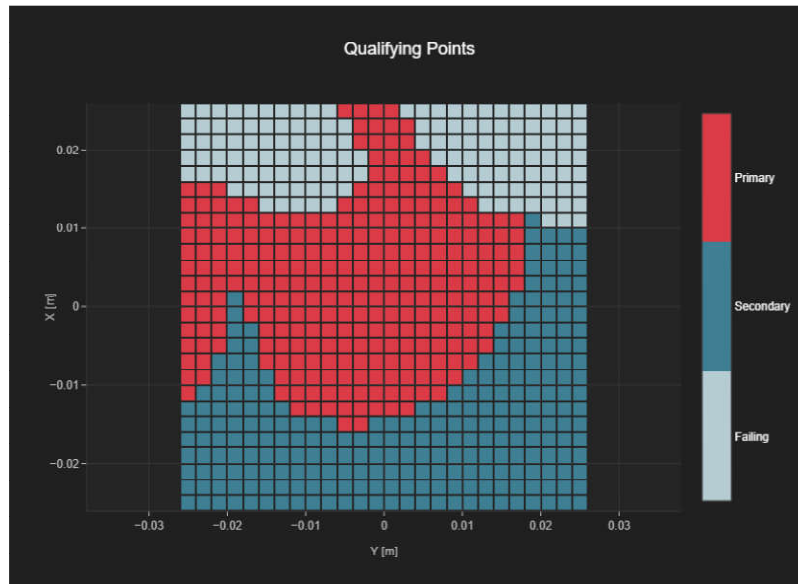 Qualifying Points
Primary
Secondary
Failing
0.02
0.01
0
−0.01
−0.02
X [m]
−0.03
−0.02
−0.01
0
0.01
0.02
0.03
Y [m]